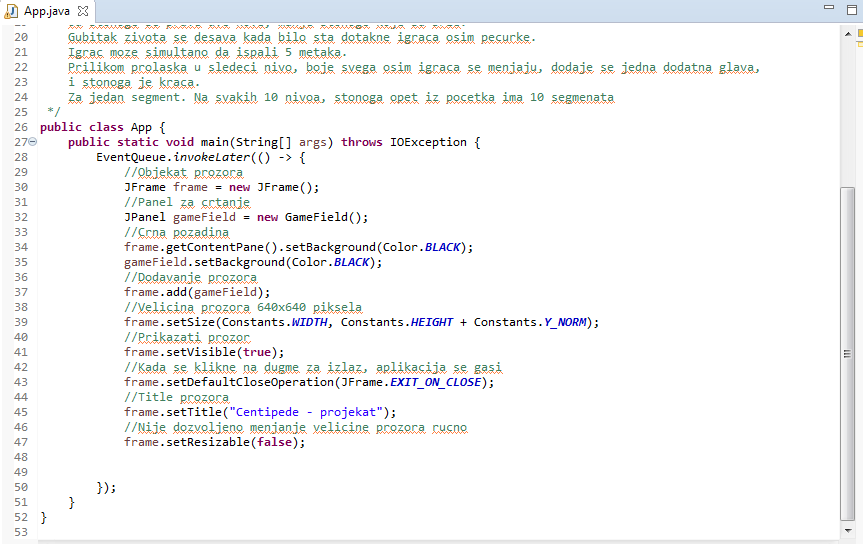 App.java
20 Gubitak zivota se desava kada bilo sta dotakne igraca osim pecurke.
21 Igrac moze simultano da ispali 5 metaka.
22 Prilikom prolaska u sledeci nivo, boje svega osim igraca se menjaju, dodaje se jedna dodatna glava,
23 i stonoga je kraca.
24 Za jedan segment. Na svakih 10 nivoa, stonoga opet iz pocetka ima 10 segmenata
25 */
26 public class App {
27 public static void main(String[] args) throws IOException {
28 EventQueue.invokeLater(() -> {
29 //Objekat prozora
30 JFrame frame = new JFrame();
31 //Panel za crtanje
32 JPanel gameField = new GameField();
33 //Crna pozadina
34 frame.getContentPane().setBackground(Color.BLACK);
35 gameField.setBackground(Color.BLACK);
36 //Dodavanje prozora
37 frame.add(gameField);
38 //Velicina prozora 640x640 piksela
39 frame.setSize(Constants.WIDTH, Constants.HEIGHT + Constants.Y_NORM);
40 //Prikazati prozor
41 frame.setVisible(true);
42 //Kada se klikne na dugme za izlaz, aplikacija se gasi
43 frame.setDefaultCloseOperation(JFrame.EXIT_ON_CLOSE);
44 //Title prozora
45 frame.setTitle("Centipede - projekat");
46 //Nije dozvoljeno menjanje velicine prozora rucno
47 frame.setResizable(false);
48
49
50 });
51 }
52 }
53